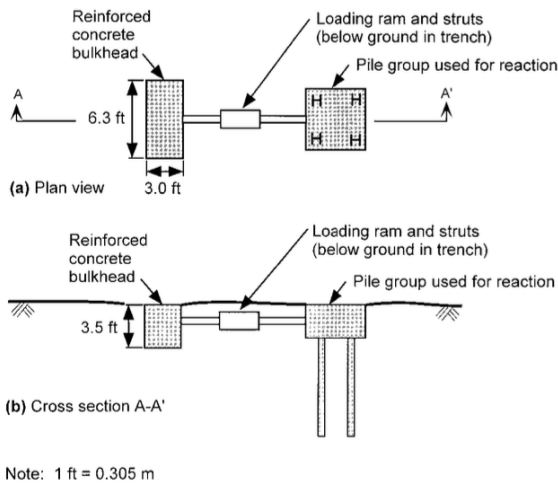 Reinforced
concrete
bulkhead
Loading ram and struts
(below ground in trench)
Pile group used for reaction
A
A'
6.3 ft
H H
H H
(a) Plan view
3.0 ft
Reinforced
concrete
bulkhead
Loading ram and struts
(below ground in trench)
Pile group used for reaction
3.5 ft
(b) Cross section A-A'
Note: 1 ft = 0.305 m